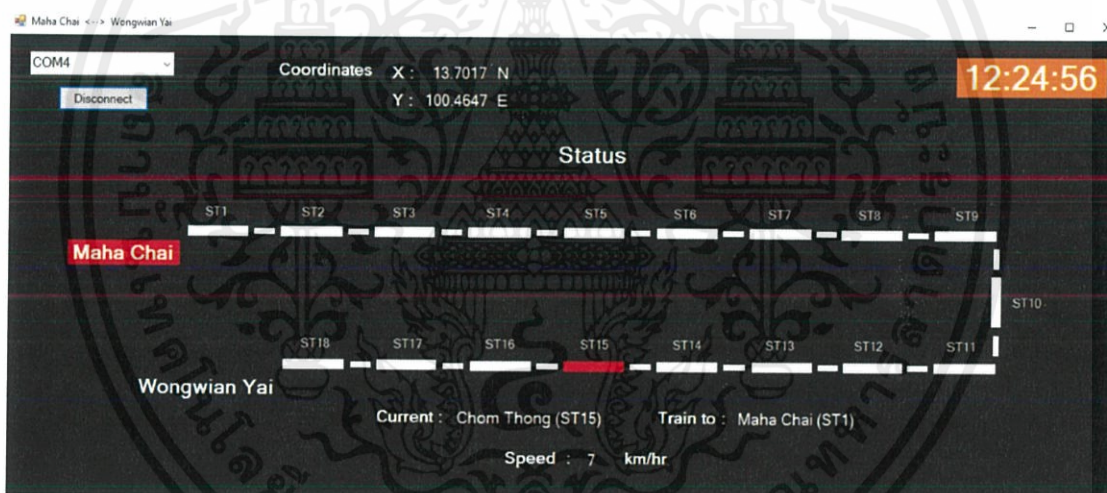 Maha Chai <--> Wongwian Yai
COM4
Disconnect
Coordinates X : 13.7017 N
Y : 100.4647 E
12:24:56
Status
ST1 ST2 ST3 ST4 ST5 ST6 ST7 ST8 ST9
Maha Chai
ST10
ST18 ST17 ST16 ST15 ST14 ST13 ST12 ST11
Wongwian Yai
Current : Chom Thong (ST15) Train to : Maha Chai (ST1)
Speed : 7 km/hr